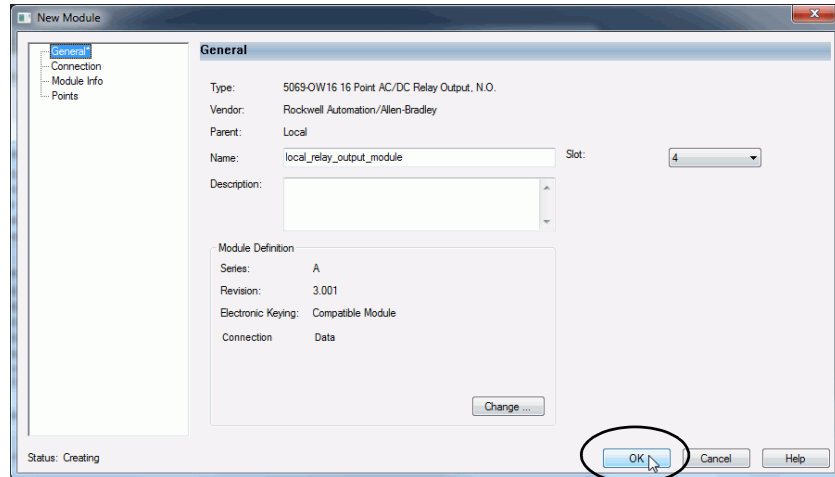 New Module
General*
Connection
Module Info
Points
General
Type: 5069-OW16 16 Point AC/DC Relay Output, N.O.
Vendor: Rockwell Automation/Allen-Bradley
Parent: Local
Name: local_relay_output_module Slot: 4
Description:
Module Definition
Series: A
Revision: 3.001
Electronic Keying: Compatible Module
Connection Data
Change ...
Status: Creating OK Cancel Help